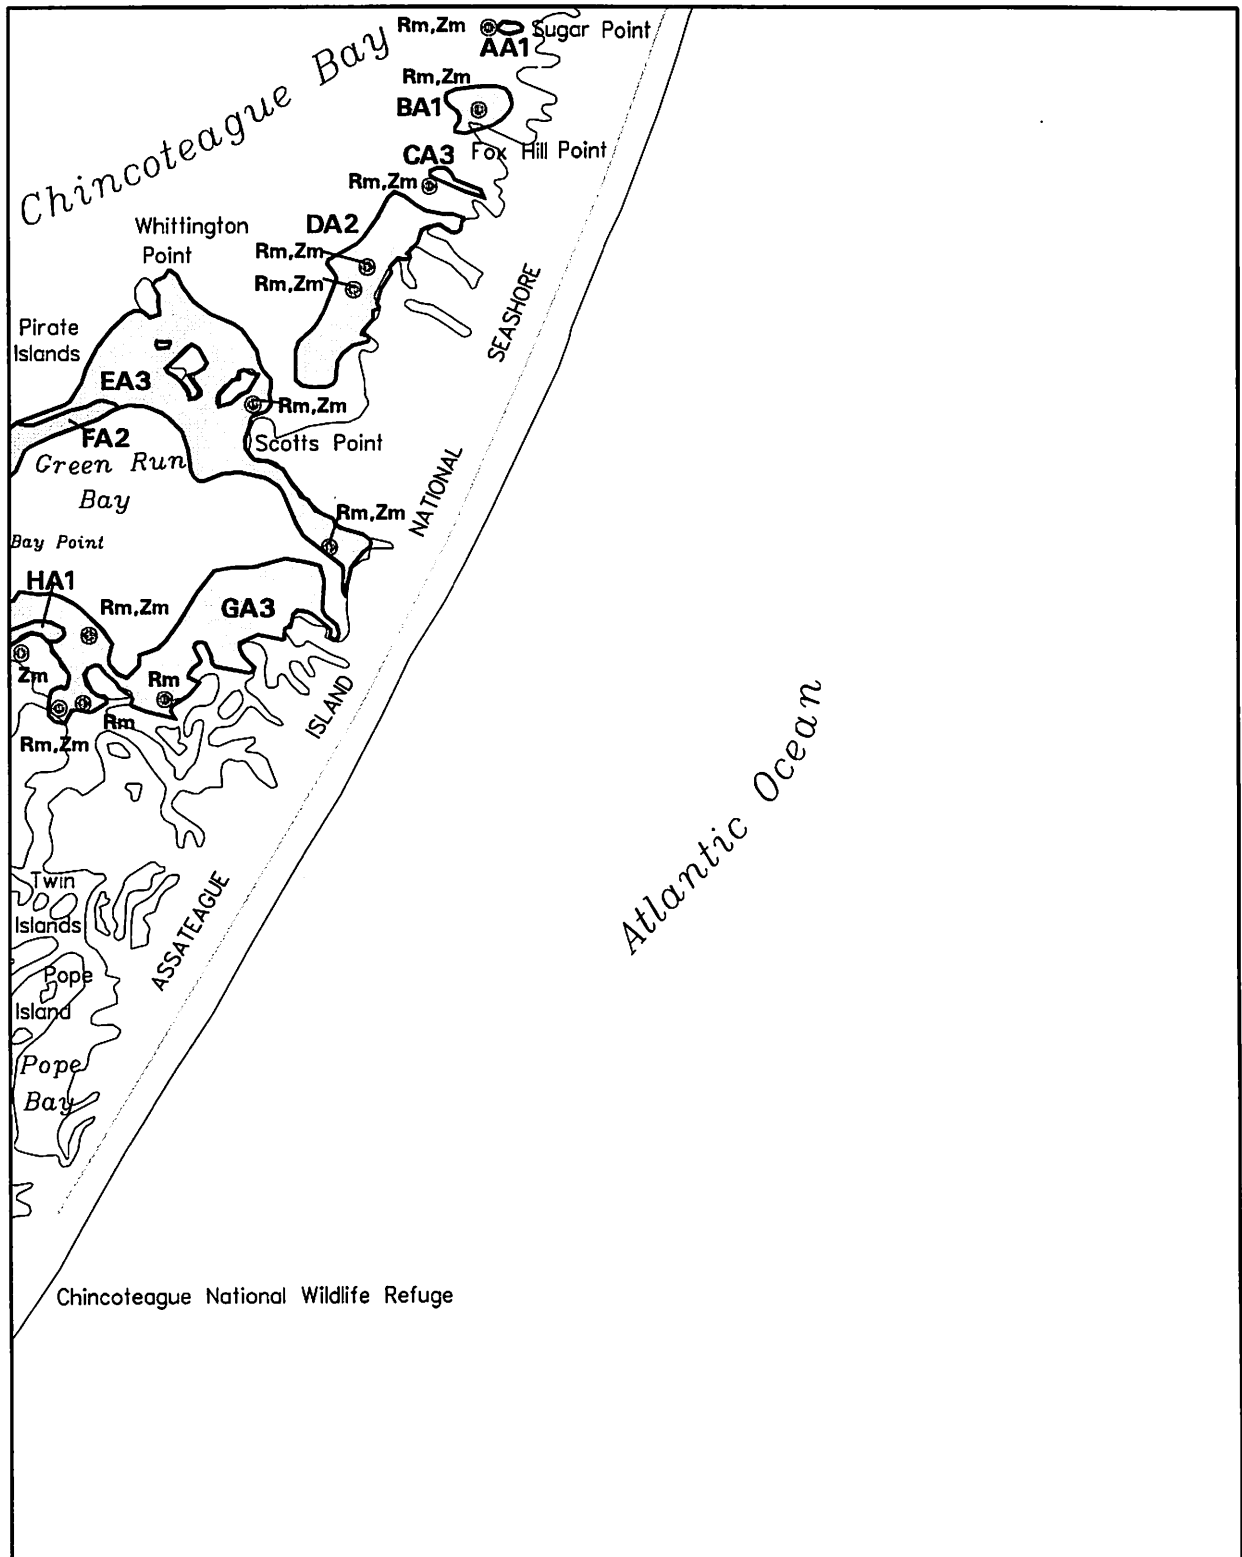 Rm,Zm
Sugar Point
AA1
Chincoteague Bay
Rm,Zm
BA1
Fox Hill Point
CA3
Rm,Zm
DA2
Whittington
Point
Rm,Zm
Rm,Zm
Pirate
Islands
EA3
Rm,Zm
FA2
Scotts Point
Green Run
Bay
Rm,Zm
Bay Point
HA1
Rm,Zm
GA3
Zm
Rm
Rm
Rm,Zm
ASSATEAGUE
ISLAND
NATIONAL
SEASHORE
Atlantic Ocean
Twin
Islands
Pope
Island
Pope
Bay
Chincoteague National Wildlife Refuge